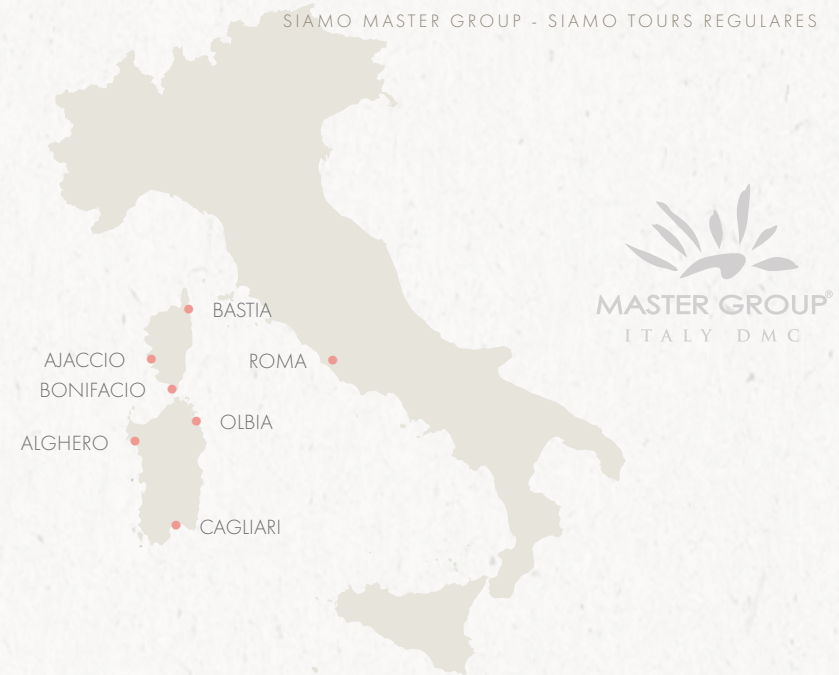 SIAMO MASTER GROUP - SIAMO TOURS REGULARES
MASTER GROUP®
ITALY DMC
BASTIA
AJACCIO
ROMA
BONIFACIO
OLBIA
ALGHERO
CAGLIARI